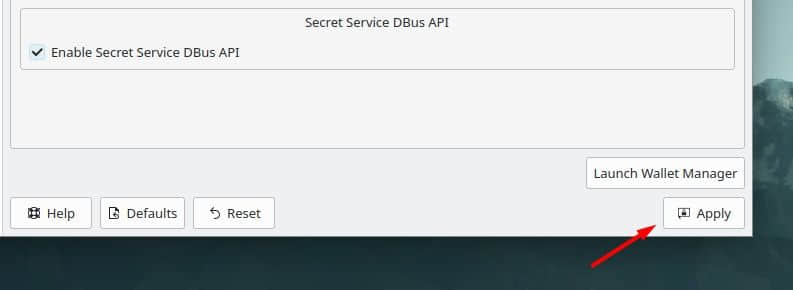 Secret Service DBus API
Enable Secret Service DBus API
Launch Wallet Manager
Help Defaults Reset Apply